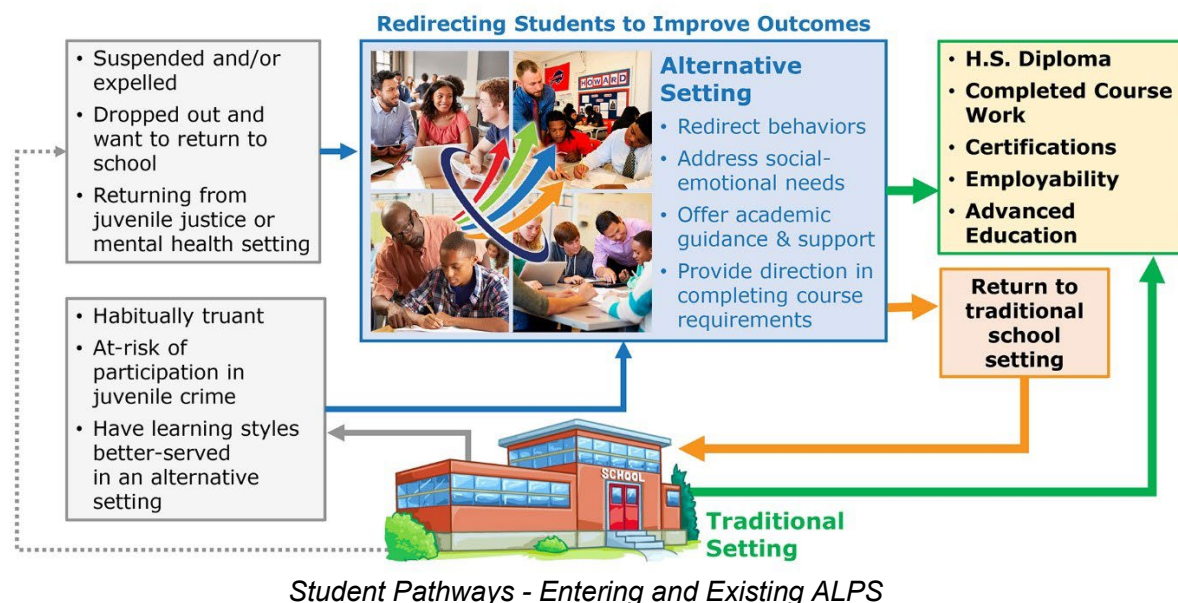 Redirecting Students to Improve Outcomes
• Suspended and/or
expelled
• Dropped out and
want to return to
school
• Returning from
juvenile justice or
mental health setting
• Habitually truant
• At-risk of
participation in
juvenile crime
• Have learning styles
better-served
in an alternative
setting
HOWARD
Alternative
Setting
• Redirect behaviors
• Address social-
emotional needs
• Offer academic
guidance & support
• Provide direction in
completing course
requirements
• H.S. Diploma
• Completed Course
Work
• Certifications
• Employability
• Advanced
Education
Return to
traditional
school
setting
SCHOOL
Traditional
Setting
Student Pathways - Entering and Existing ALPS